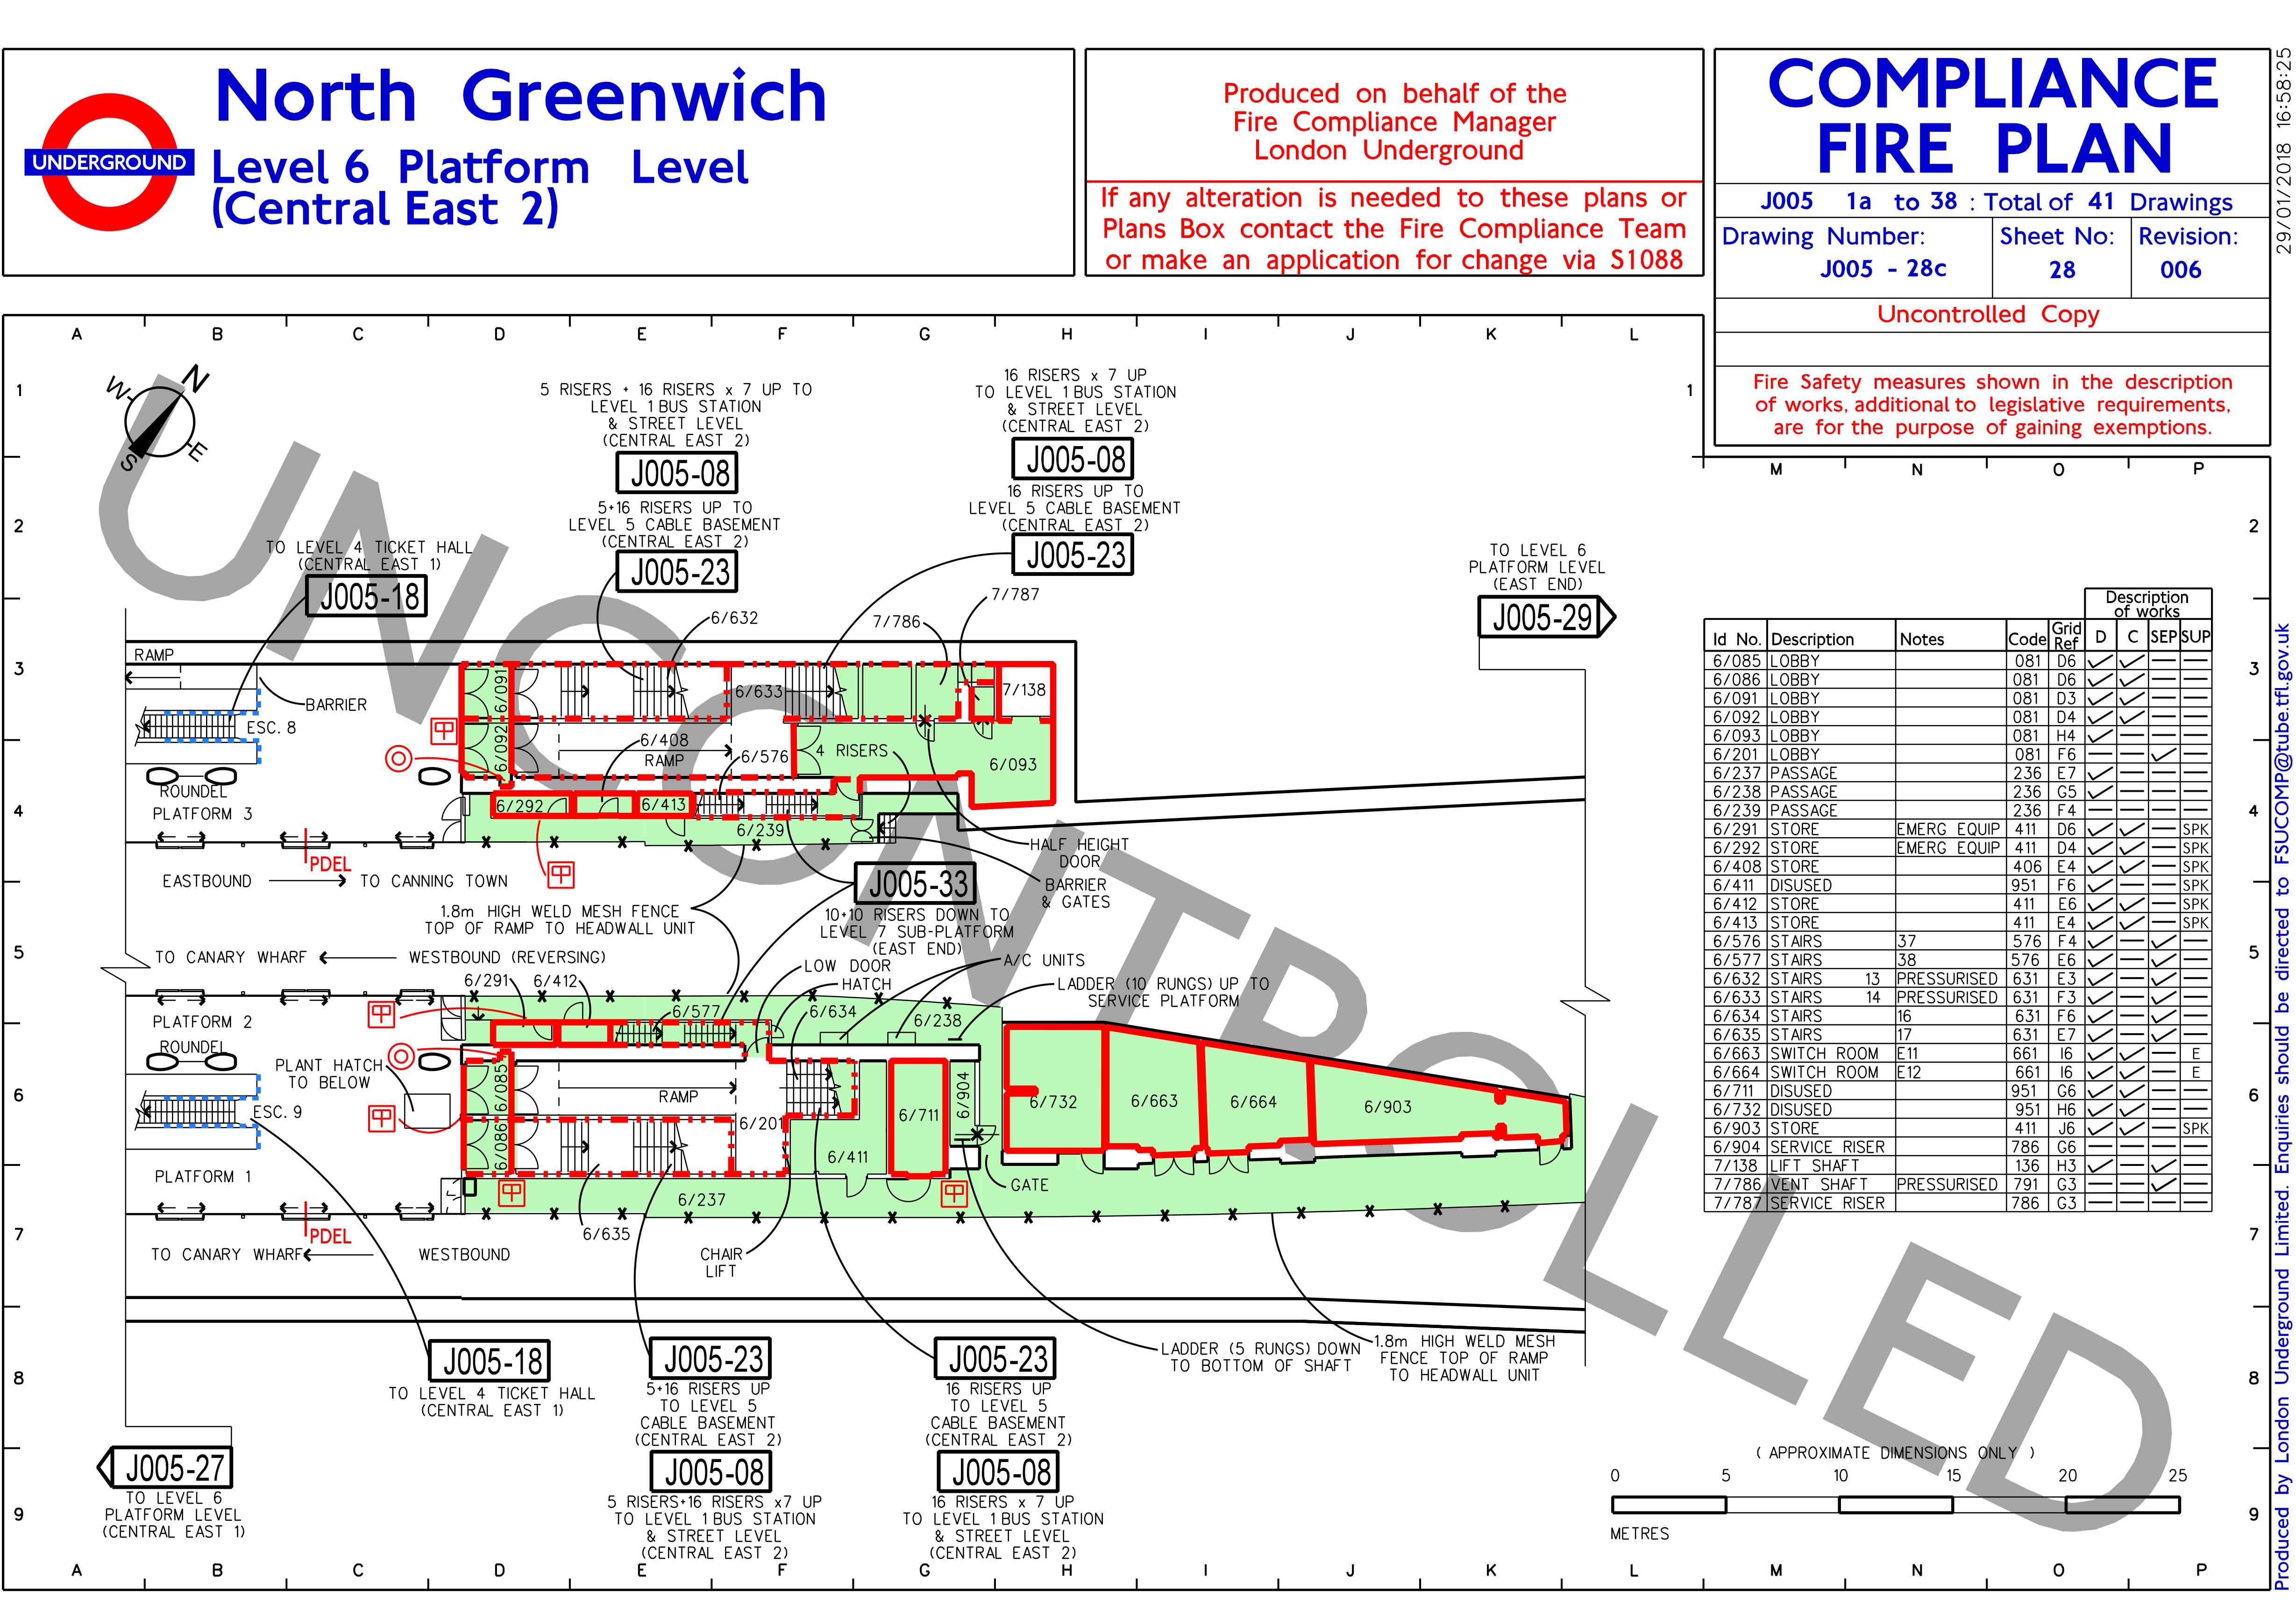 North Greenwich
UNDERGROUND
Level 6 Platform Level
(Central East 2)
Produced on behalf of the
Fire Compliance Manager
London Underground
If any alteration is needed to these plans or
Plans Box contact the Fire Compliance Team
or make an application for change via S1088
COMPLIANCE
FIRE PLAN
J005 1a to 38 : Total of 41 Drawings
Drawing Number:
J005 - 28c
Sheet No:
28
Revision:
006
Uncontrolled Copy
Fire Safety measures shown in the description
of works, additional to legislative requirements,
are for the purpose of gaining exemptions.
29/01/2018 16:58:25
Produced by London Underground Limited. Enquiries should be directed to FSUCOMP@tube.tfl.gov.uk
UNCONTROLLED
A B C D E F G H I J K L
M N O P
1 1
2 2
3 3
4 4
5 5
6 6
7 7
8 8
9 9
A B C D E F G H I J K L M N O P
N
W
E
S
5 RISERS + 16 RISERS x 7 UP TO
LEVEL 1 BUS STATION
& STREET LEVEL
(CENTRAL EAST 2)
J005-08
5+16 RISERS UP TO
LEVEL 5 CABLE BASEMENT
(CENTRAL EAST 2)
J005-23
16 RISERS x 7 UP
TO LEVEL 1 BUS STATION
& STREET LEVEL
(CENTRAL EAST 2)
J005-08
16 RISERS UP TO
LEVEL 5 CABLE BASEMENT
(CENTRAL EAST 2)
J005-23
TO LEVEL 4 TICKET HALL
(CENTRAL EAST 1)
J005-18
TO LEVEL 6
PLATFORM LEVEL
(EAST END)
J005-29
6/632
7/786
7/787
RAMP
BARRIER
ESC. 8
ROUNDEL
PLATFORM 3
6/091
6/092
6/633
7/138
6/408
RAMP
6/576
4 RISERS
6/093
6/292
6/413
6/239
PDEL
EASTBOUND
TO CANNING TOWN
HALF HEIGHT
DOOR
BARRIER
& GATES
J005-33
10+10 RISERS DOWN TO
LEVEL 7 SUB-PLATFORM
(EAST END)
1.8m HIGH WELD MESH FENCE
TOP OF RAMP TO HEADWALL UNIT
TO CANARY WHARF
WESTBOUND (REVERSING)
6/291
6/412
LOW DOOR
HATCH
A/C UNITS
LADDER (10 RUNGS) UP TO
SERVICE PLATFORM
PLATFORM 2
ROUNDEL
6/577
6/634
6/238
PLANT HATCH
TO BELOW
ESC. 9
6/085
6/086
RAMP
6/201
6/411
6/711
6/904
6/732
6/663
6/664
6/903
PLATFORM 1
GATE
6/237
6/635
PDEL
TO CANARY WHARF
WESTBOUND
CHAIR
LIFT
J005-18
TO LEVEL 4 TICKET HALL
(CENTRAL EAST 1)
J005-23
5+16 RISERS UP
TO LEVEL 5
CABLE BASEMENT
(CENTRAL EAST 2)
J005-08
5 RISERS+16 RISERS x7 UP
TO LEVEL 1 BUS STATION
& STREET LEVEL
(CENTRAL EAST 2)
J005-23
16 RISERS UP
TO LEVEL 5
CABLE BASEMENT
(CENTRAL EAST 2)
J005-08
16 RISERS x 7 UP
TO LEVEL 1 BUS STATION
& STREET LEVEL
(CENTRAL EAST 2)
LADDER (5 RUNGS) DOWN
TO BOTTOM OF SHAFT
1.8m HIGH WELD MESH
FENCE TOP OF RAMP
TO HEADWALL UNIT
J005-27
TO LEVEL 6
PLATFORM LEVEL
(CENTRAL EAST 1)
( APPROXIMATE DIMENSIONS ONLY )
0 5 10 15 20 25
METRES
Description
of works
Id No. Description Notes Code Grid Ref D C SEP SUP
6/085 LOBBY 081 D6 ✓ ✓ — —
6/086 LOBBY 081 D6 ✓ ✓ — —
6/091 LOBBY 081 D3 ✓ ✓ — —
6/092 LOBBY 081 D4 ✓ ✓ — —
6/093 LOBBY 081 H4 ✓ — — —
6/201 LOBBY 081 F6 — — ✓ —
6/237 PASSAGE 236 E7 ✓ — — —
6/238 PASSAGE 236 G5 ✓ — — —
6/239 PASSAGE 236 F4 — — — —
6/291 STORE EMERG EQUIP 411 D6 ✓ ✓ — SPK
6/292 STORE EMERG EQUIP 411 D4 ✓ ✓ — SPK
6/408 STORE 406 E4 ✓ ✓ — SPK
6/411 DISUSED 951 F6 ✓ — — SPK
6/412 STORE 411 E6 ✓ ✓ — SPK
6/413 STORE 411 E4 ✓ ✓ — SPK
6/576 STAIRS 37 576 F4 ✓ — ✓ —
6/577 STAIRS 38 576 E6 ✓ — ✓ —
6/632 STAIRS 13 PRESSURISED 631 E3 ✓ — ✓ —
6/633 STAIRS 14 PRESSURISED 631 F3 ✓ — ✓ —
6/634 STAIRS 16 631 F6 ✓ — ✓ —
6/635 STAIRS 17 631 E7 ✓ — ✓ —
6/663 SWITCH ROOM E11 661 I6 ✓ ✓ — E
6/664 SWITCH ROOM E12 661 I6 ✓ ✓ — E
6/711 DISUSED 951 G6 ✓ ✓ — —
6/732 DISUSED 951 H6 ✓ ✓ — —
6/903 STORE 411 J6 ✓ ✓ — SPK
6/904 SERVICE RISER 786 G6 — — — —
7/138 LIFT SHAFT 136 H3 ✓ — ✓ —
7/786 VENT SHAFT PRESSURISED 791 G3 — — ✓ —
7/787 SERVICE RISER 786 G3 — — — —